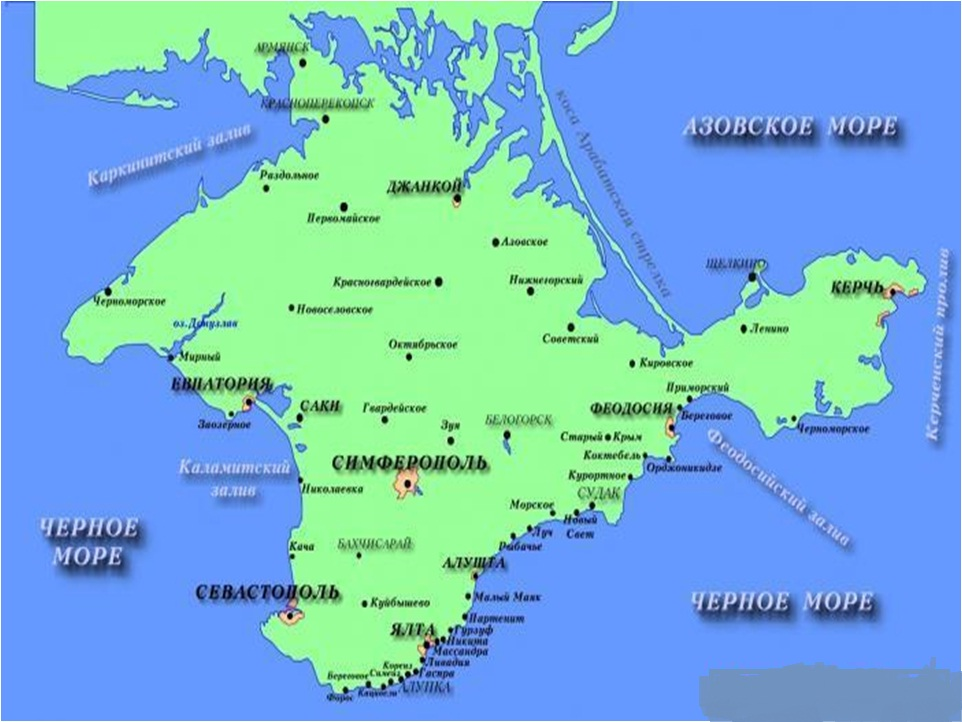 АРМЯНСК
КРАСНОПЕРЕКОПСК
АЗОВСКОЕ МОРЕ
коса Арабатская стрелка
Каркинитский залив
Раздольное
ДЖАНКОЙ
Первомайское
Азовское
ЩЕЛКИНО
Керченский пролив
КЕРЧЬ
Красногвардейское
Нижнегорский
Черноморское
Новоселовское
оз.Донузлав
Советский
Ленино
Октябрьское
Мирный
Кировское
ЕВПАТОРИЯ
Приморский
САКИ
Гвардейское
ФЕОДОСИЯ
Береговое
Заозерное
Зуя
БЕЛОГОРСК
Черноморское
Старый Крым
Феодосийский залив
Коктебель
СИМФЕРОПОЛЬ
Орджоникидзе
Каламитский
залив
Курортное
Николаевка
СУДАК
Морское
Новый
Свет
ЧЕРНОЕ
МОРЕ
Луч
Рыбачье
Кача
БАХЧИСАРАЙ
АЛУШТА
СЕВАСТОПОЛЬ
Малый Маяк
Куйбышево
ЧЕРНОЕ МОРЕ
Партенит
ЯЛТА
Гурзуф
Никита
Массандра
Ливадия
Кореиз
Гаспра
Береговое
Симеиз
АЛУПКА
Форос